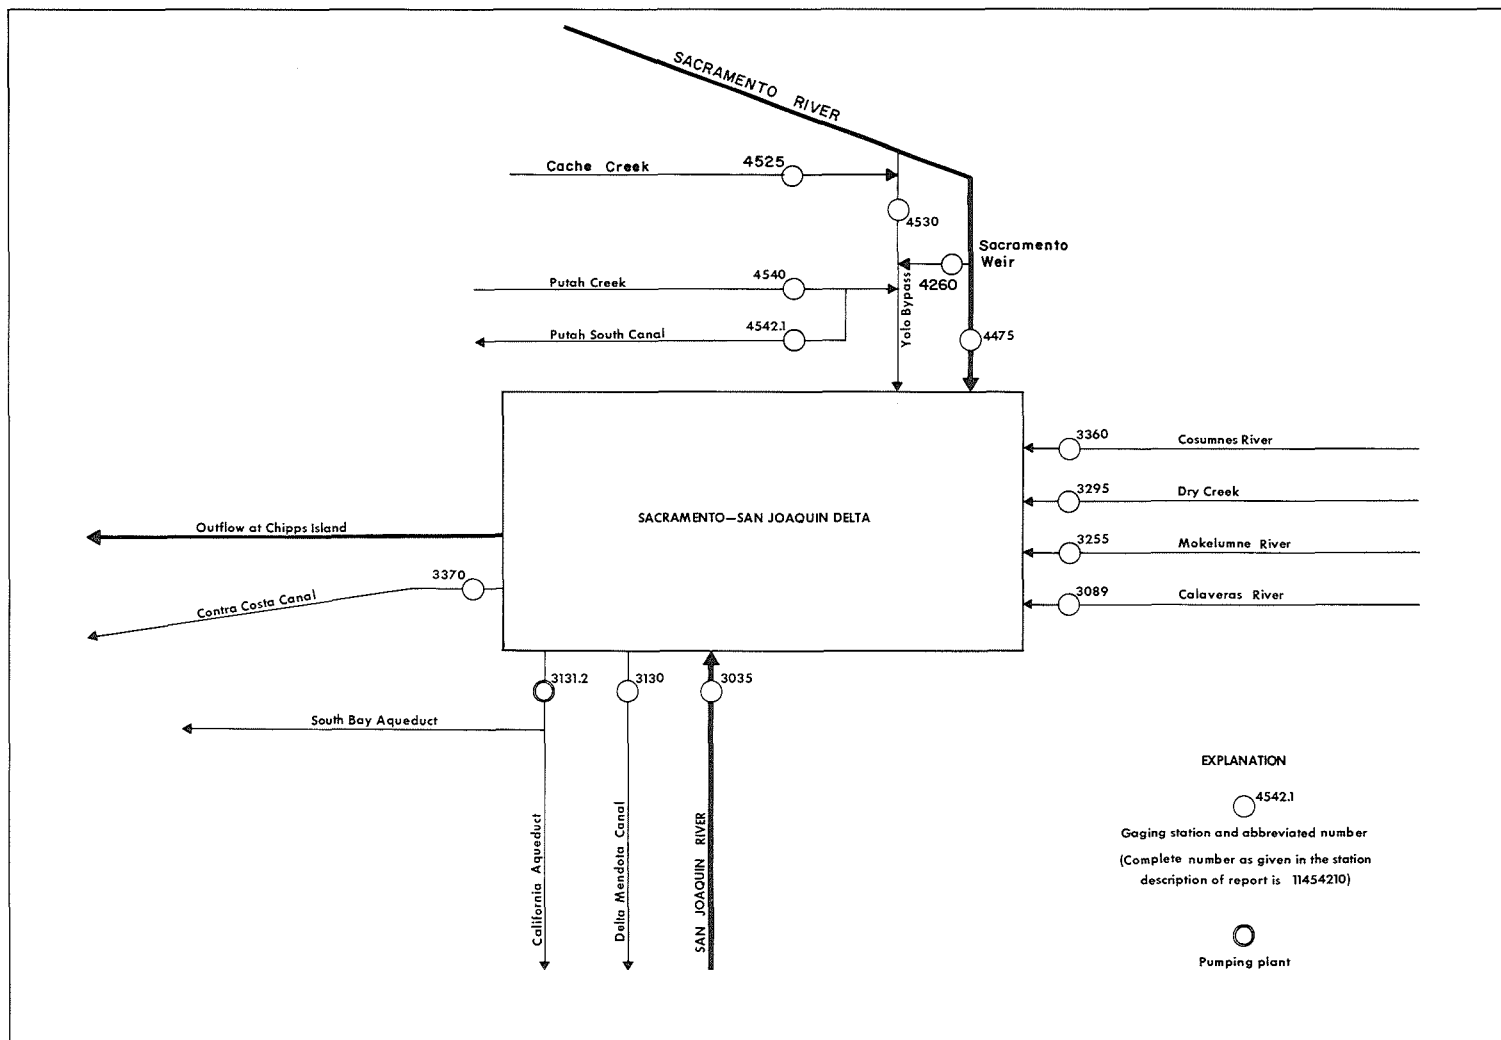 SACRAMENTO RIVER
Cache Creek
4525
4530
Sacramento
Weir
4260
Putah Creek
4540
Yolo Bypass
Putah South Canal
4542.1
4475
3360
Cosumnes River
3295
Dry Creek
SACRAMENTO—SAN JOAQUIN DELTA
Outflow at Chipps Island
3255
Mokelumne River
3370
Contra Costa Canal
3089
Calaveras River
3131.2
3130
3035
South Bay Aqueduct
California Aqueduct
Delta Mendota Canal
SAN JOAQUIN RIVER
EXPLANATION
4542.1
Gaging station and abbreviated number
(Complete number as given in the station
description of report is 11454210)
Pumping plant